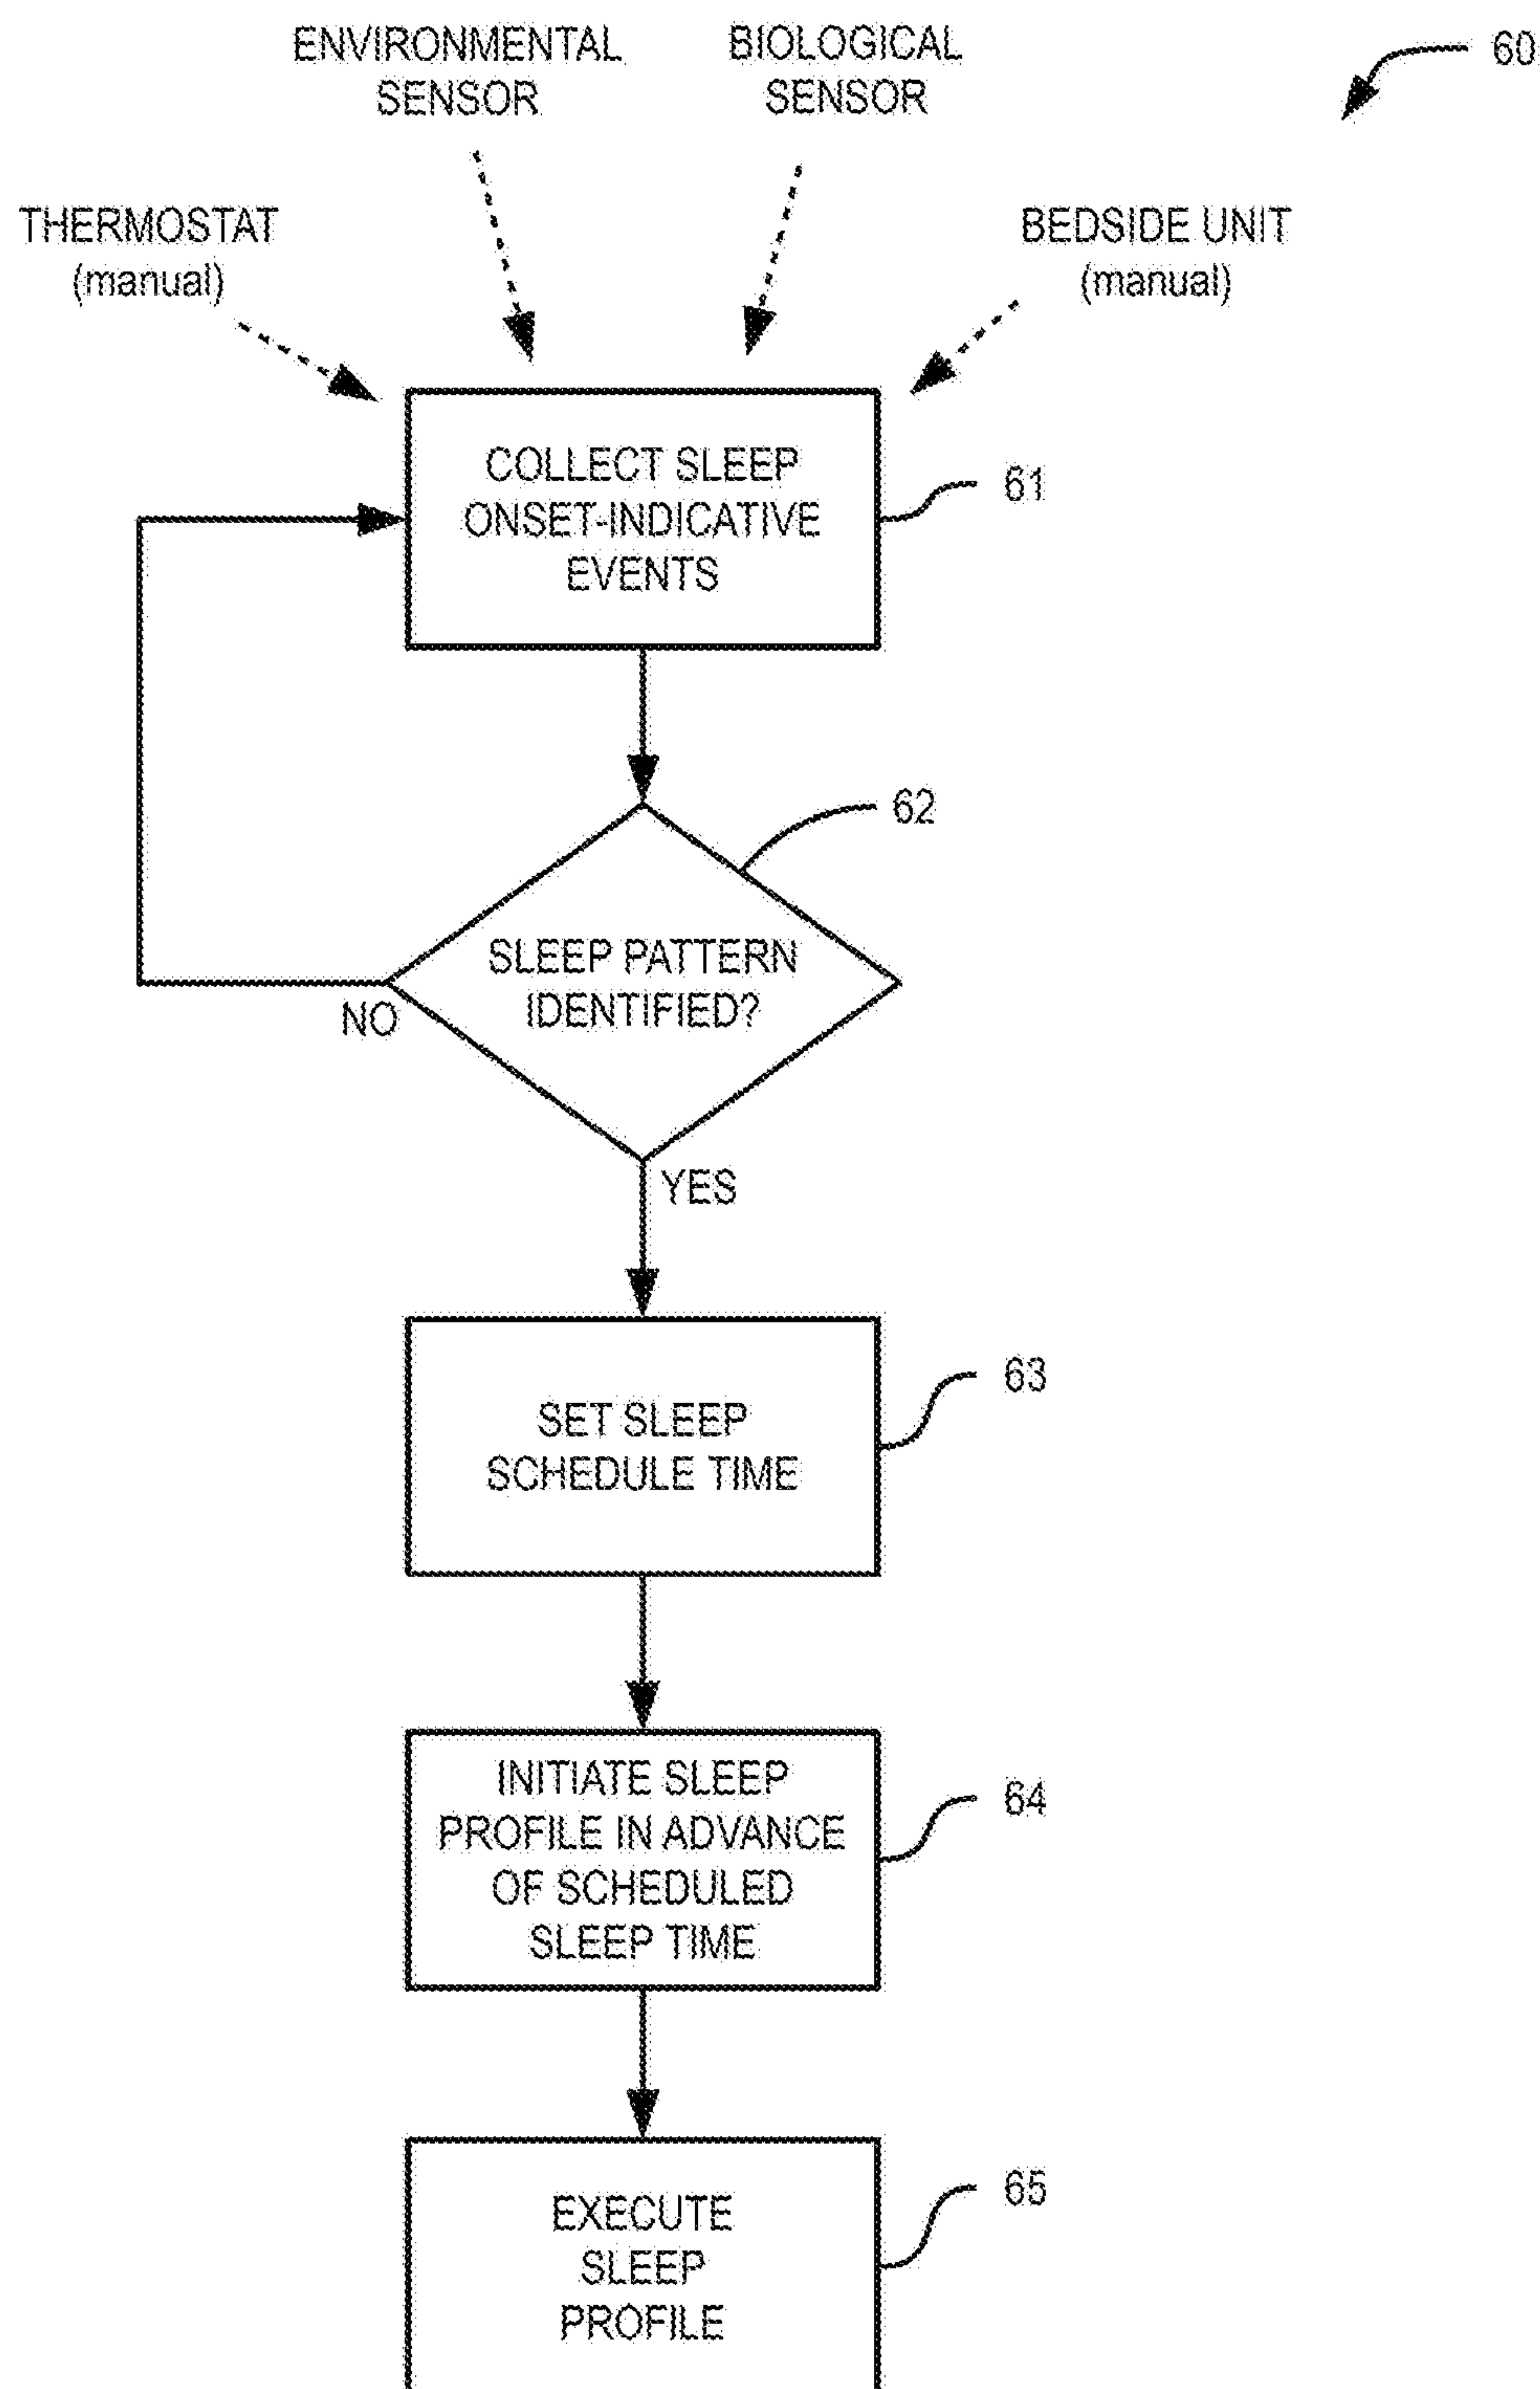 ENVIRONMENTAL
SENSOR
BIOLOGICAL
SENSOR
60
THERMOSTAT
(manual)
BEDSIDE UNIT
(manual)
COLLECT SLEEP
ONSET-INDICATIVE
EVENTS
61
62
SLEEP PATTERN
IDENTIFIED?
NO
YES
63
SET SLEEP
SCHEDULE TIME
INITIATE SLEEP
PROFILE IN ADVANCE
OF SCHEDULED
SLEEP TIME
64
EXECUTE
SLEEP
PROFILE
65